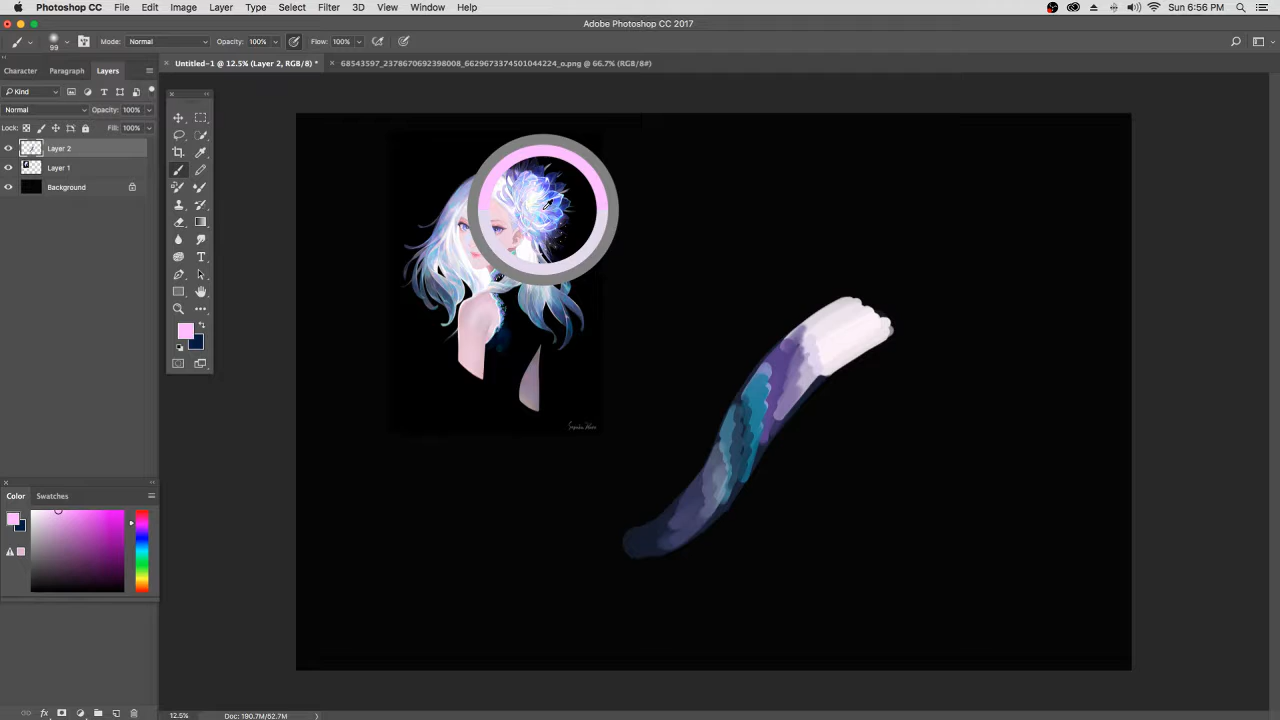 Photoshop CC File Edit Image Layer Type Select Filter 3D View Window Help Sun 6:56 PM
Adobe Photoshop CC 2017
99 Mode: Normal Opacity: 100% Flow: 100%
Untitled-1 @ 12.5% (Layer 2, RGB/8) * 68543597_2378670692398008_6629673374501044224_o.png @ 66.7% (RGB/8#)
Character Paragraph Layers
Kind
Normal Opacity: 100%
Lock: Fill: 100%
Layer 2
Layer 1
Background
Color Swatches
12.5% Doc: 190.7M/52.7M